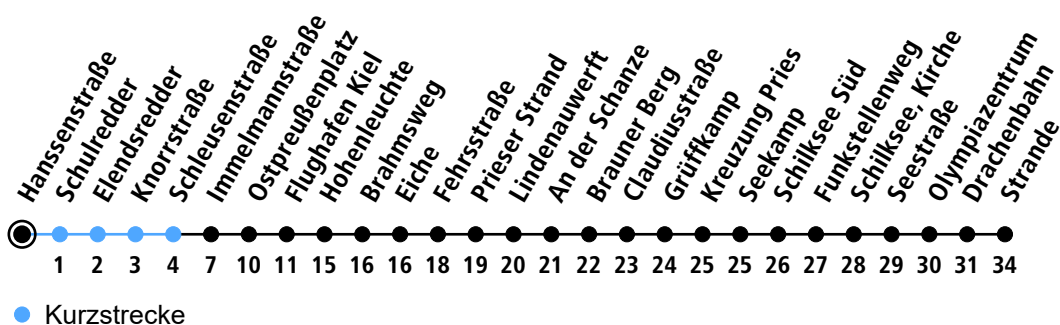 Hanssenstraße
Schulredder
Elendsredder
Knorrstraße
Schleusenstraße
Immelmannstraße
Ostpreußenplatz
Flughafen Kiel
Hohenleuchte
Brahmsweg
Eiche
Fehrsstraße
Prieser Strand
Lindenauwerft
An der Schanze
Brauner Berg
Claudiusstraße
Grüffkamp
Kreuzung Pries
Seekamp
Schilksee Süd
Funkstellenweg
Schilksee, Kirche
Seestraße
Olympiazentrum
Drachenbahn
Strande
1 2 3 4 7 10 11 15 16 16 18 19 20 21 22 23 24 25 25 26 27 28 29 30 31 34
Kurzstrecke